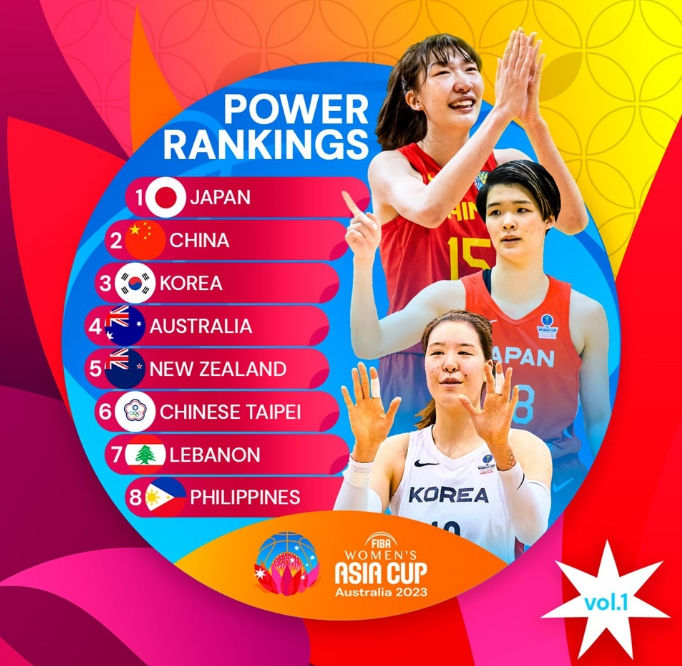 POWER
RANKINGS
1 JAPAN
2 CHINA
3 KOREA
4 AUSTRALIA
5 NEW ZEALAND
6 CHINESE TAIPEI
7 LEBANON
8 PHILIPPINES
15
APAN
8
KOREA
FIBA
WOMEN'S
ASIA CUP
Australia 2023
vol.1